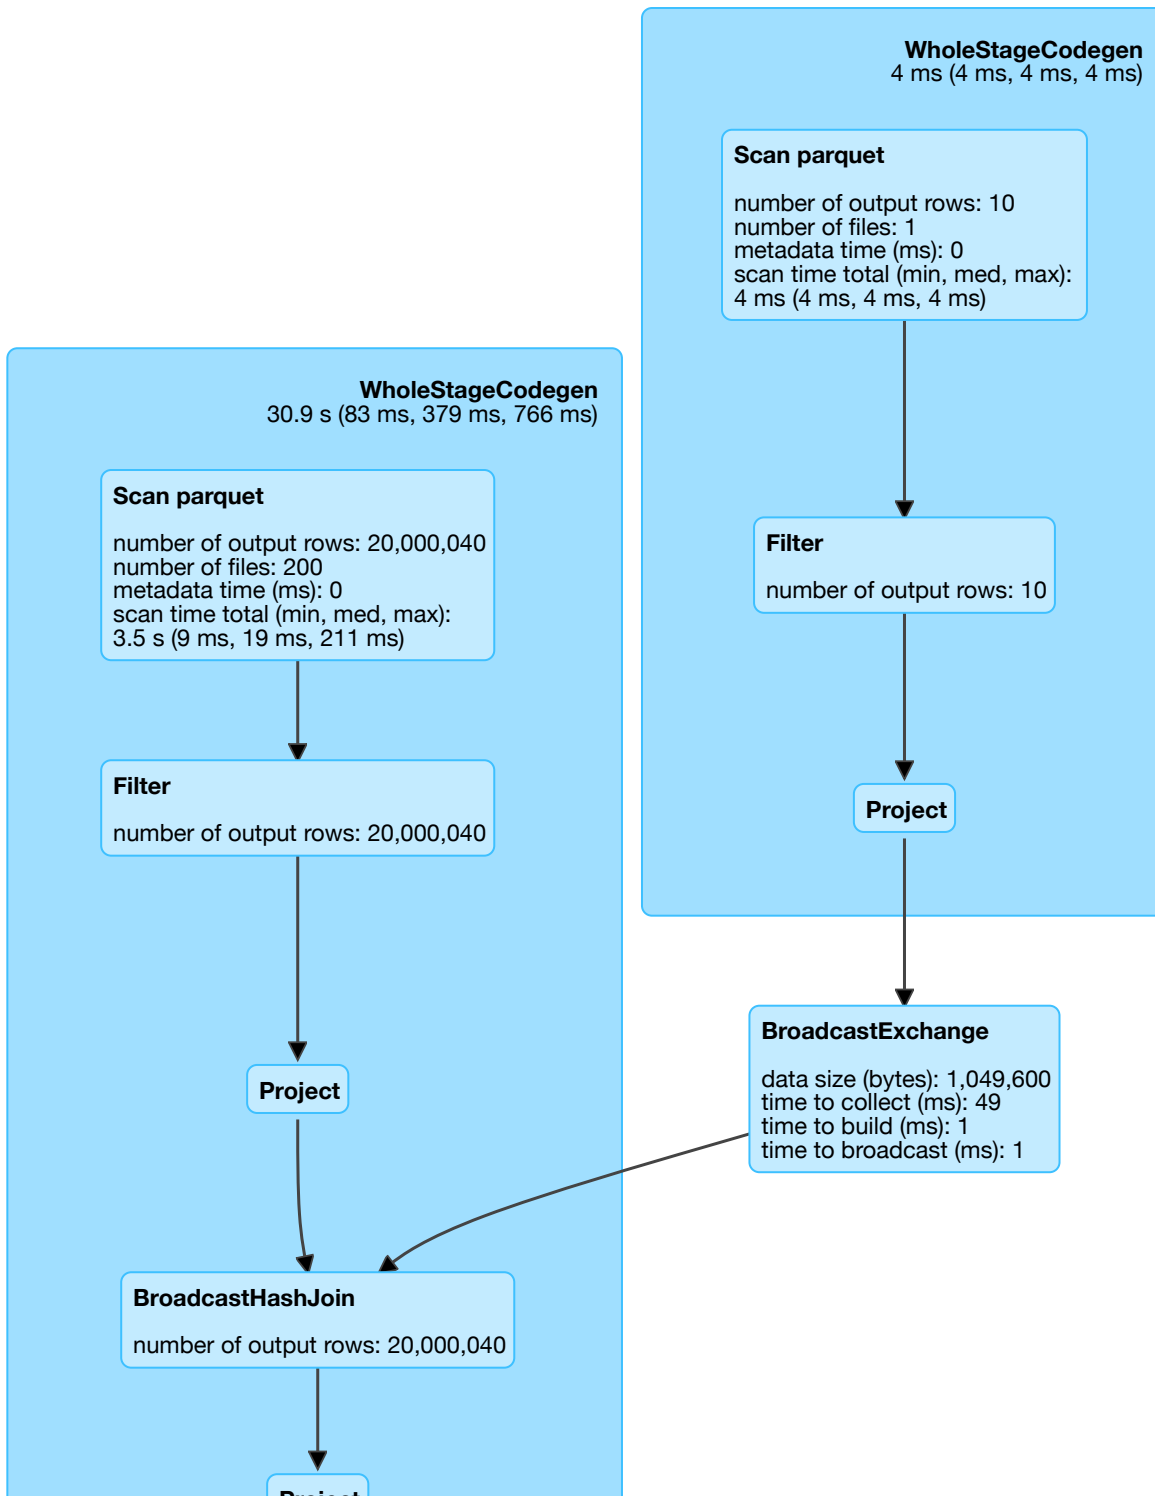 WholeStageCodegen
4 ms (4 ms, 4 ms, 4 ms)
Scan parquet
number of output rows: 10
number of files: 1
metadata time (ms): 0
scan time total (min, med, max):
4 ms (4 ms, 4 ms, 4 ms)
Filter
number of output rows: 10
Project
BroadcastExchange
data size (bytes): 1,049,600
time to collect (ms): 49
time to build (ms): 1
time to broadcast (ms): 1
WholeStageCodegen
30.9 s (83 ms, 379 ms, 766 ms)
Scan parquet
number of output rows: 20,000,040
number of files: 200
metadata time (ms): 0
scan time total (min, med, max):
3.5 s (9 ms, 19 ms, 211 ms)
Filter
number of output rows: 20,000,040
Project
BroadcastHashJoin
number of output rows: 20,000,040
Project